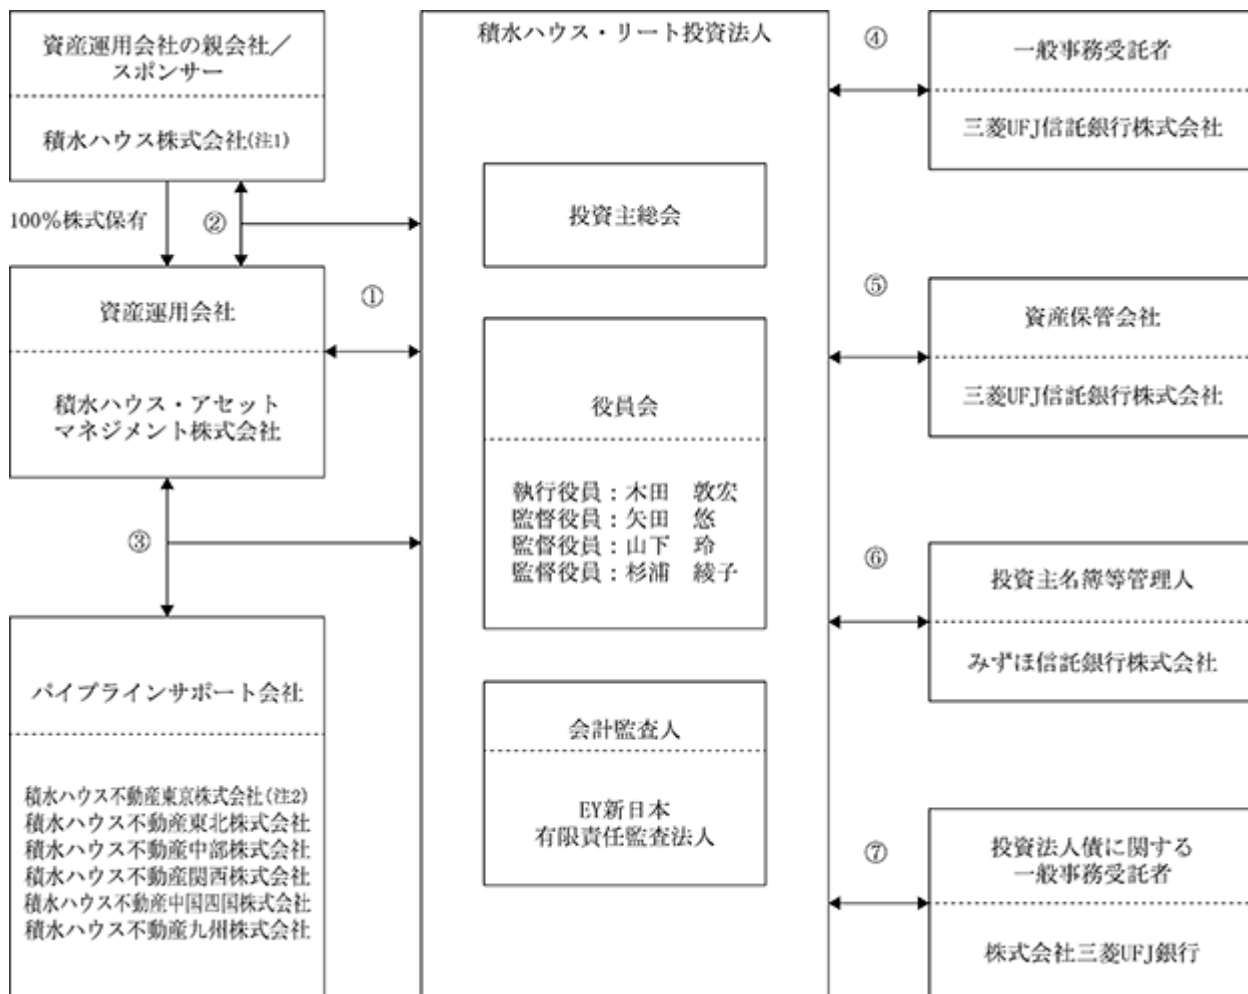 資産運用会社の親会社／
スポンサー
積水ハウス株式会社(注1)
100%株式保有
②
①
資産運用会社
積水ハウス・アセット
マネジメント株式会社
③
パイプラインサポート会社
積水ハウス不動産東京株式会社(注2)
積水ハウス不動産東北株式会社
積水ハウス不動産中部株式会社
積水ハウス不動産関西株式会社
積水ハウス不動産中国四国株式会社
積水ハウス不動産九州株式会社
積水ハウス・リート投資法人
投資主総会
役員会
執行役員：木田　敦宏
監督役員：矢田　悠
監督役員：山下　玲
監督役員：杉浦　綾子
会計監査人
EY新日本
有限責任監査法人
④
一般事務受託者
三菱UFJ信託銀行株式会社
⑤
資産保管会社
三菱UFJ信託銀行株式会社
⑥
投資主名簿等管理人
みずほ信託銀行株式会社
⑦
投資法人債に関する
一般事務受託者
株式会社三菱UFJ銀行